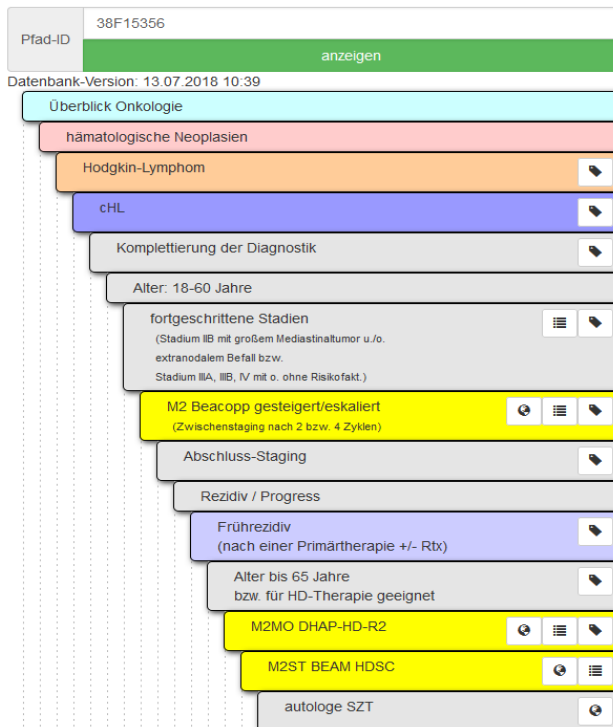 Pfad-ID
38F15356
anzeigen
Datenbank-Version: 13.07.2018 10:39
Überblick Onkologie
hämatologische Neoplasien
Hodgkin-Lymphom
cHL
Komplettierung der Diagnostik
Alter: 18-60 Jahre
fortgeschrittene Stadien
(Stadium IIB mit großem Mediastinaltumor u./o.
extranodalem Befall bzw.
Stadium IIIA, IIIB, IV mit o. ohne Risikofakt.)
M2 Beacopp gesteigert/eskaliert
(Zwischenstaging nach 2 bzw. 4 Zyklen)
Abschluss-Staging
Rezidiv / Progress
Frührezidiv
(nach einer Primärtherapie +/- Rtx)
Alter bis 65 Jahre
bzw. für HD-Therapie geeignet
M2MO DHAP-HD-R2
M2ST BEAM HDSC
autologe SZT